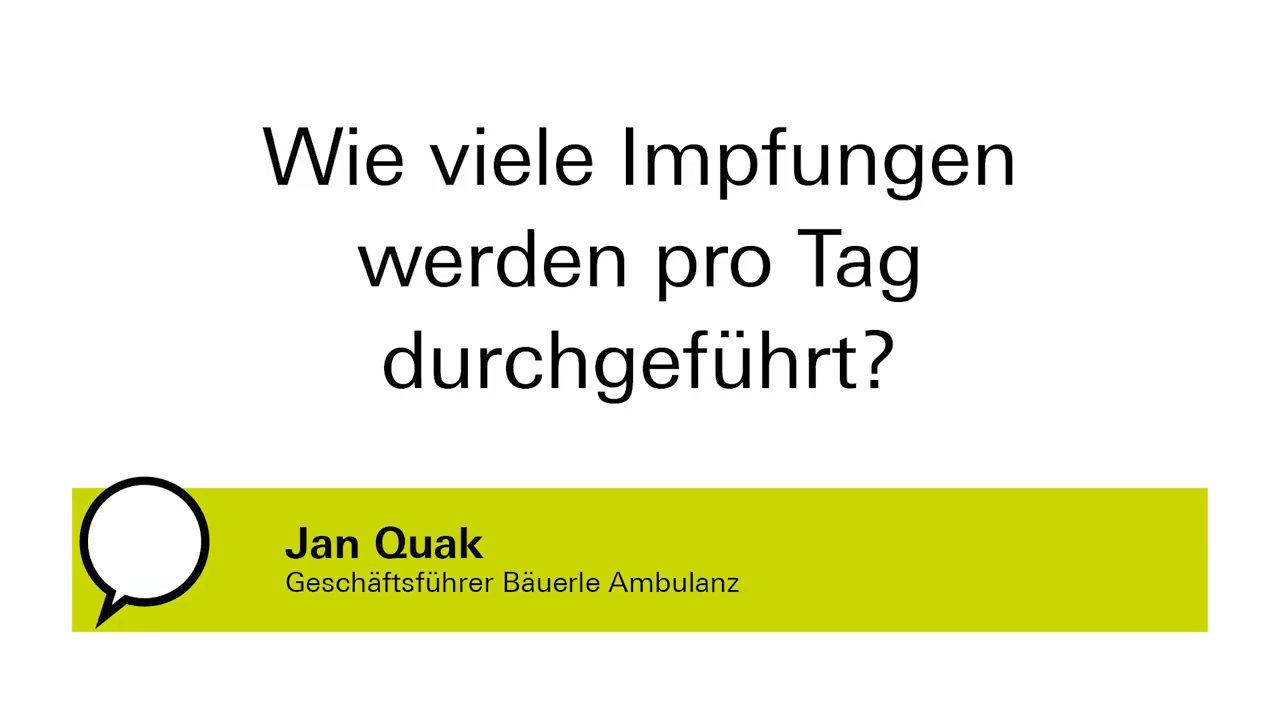 Wie viele Impfungen
werden pro Tag
durchgeführt?
Jan Quak
Geschäftsführer Bäuerle Ambulanz